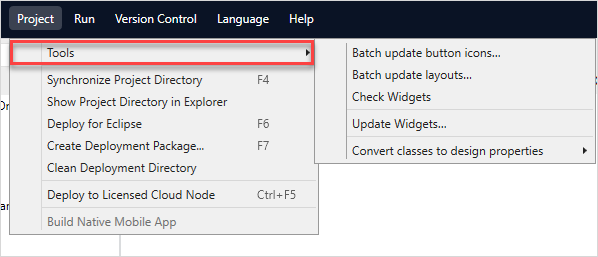 Project Run Version Control Language Help
Tools
Synchronize Project Directory F4
Show Project Directory in Explorer
Deploy for Eclipse F6
Create Deployment Package... F7
Clean Deployment Directory
Deploy to Licensed Cloud Node Ctrl+F5
Build Native Mobile App
Batch update button icons...
Batch update layouts...
Check Widgets
Update Widgets...
Convert classes to design properties